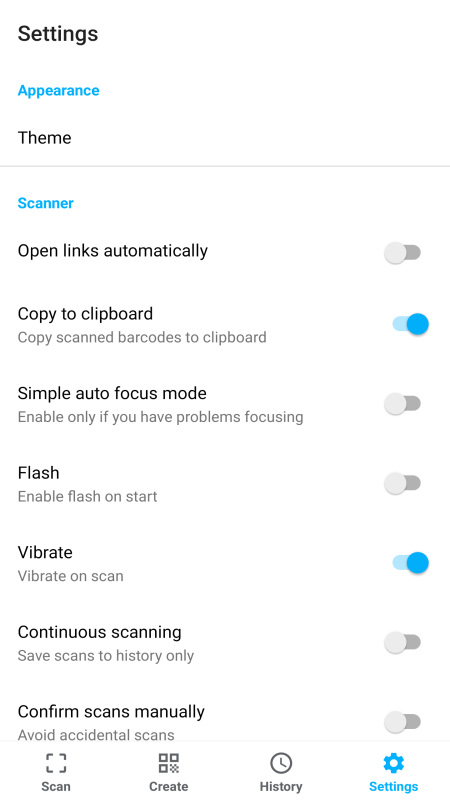 Settings
Appearance
Theme
Scanner
Open links automatically
Copy to clipboard
Copy scanned barcodes to clipboard
Simple auto focus mode
Enable only if you have problems focusing
Flash
Enable flash on start
Vibrate
Vibrate on scan
Continuous scanning
Save scans to history only
Confirm scans manually
Avoid accidental scans
Scan
Create
History
Settings